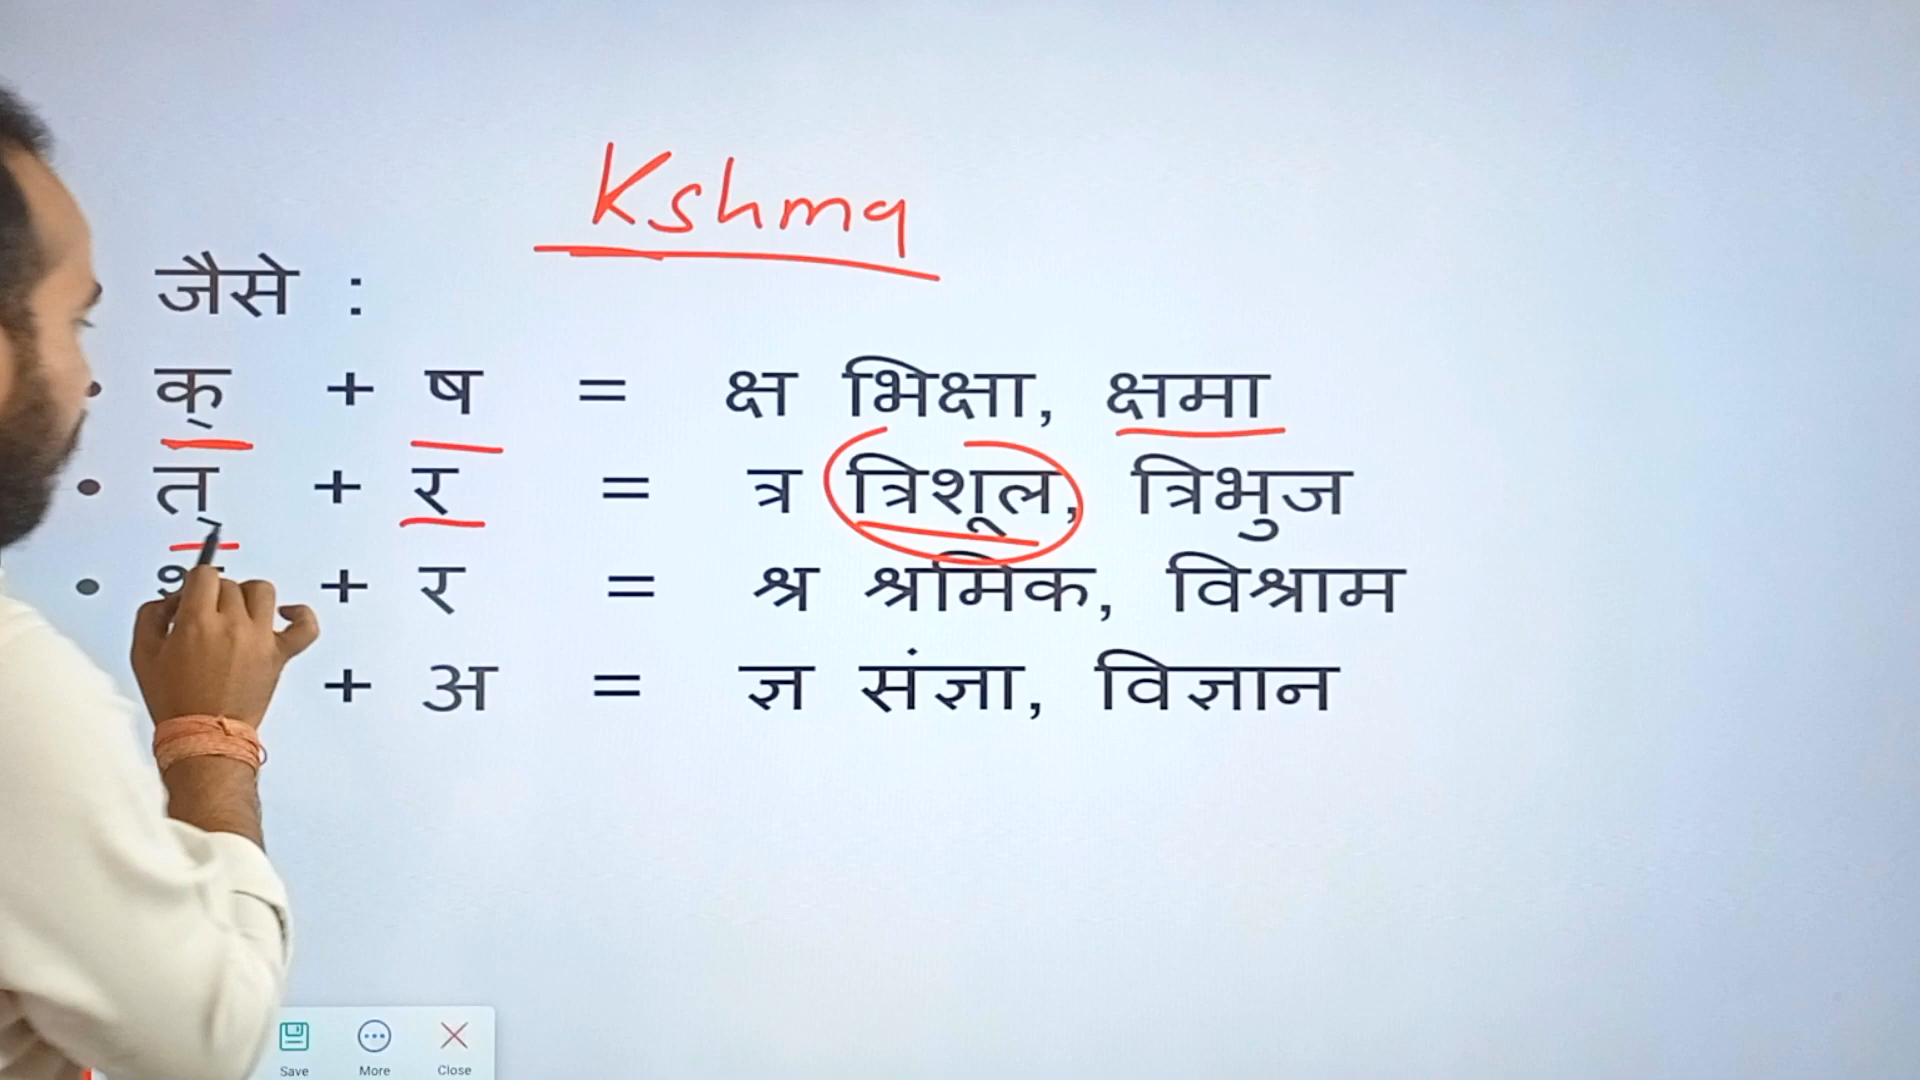 Kshma
जैसे :
• क् + ष = क्ष भिक्षा, क्षमा
• त् + र = त्र त्रिशूल, त्रिभुज
• + र = श्र श्रमिक, विश्राम
+ अ = ज्ञ संज्ञा, विज्ञान
Save More Close